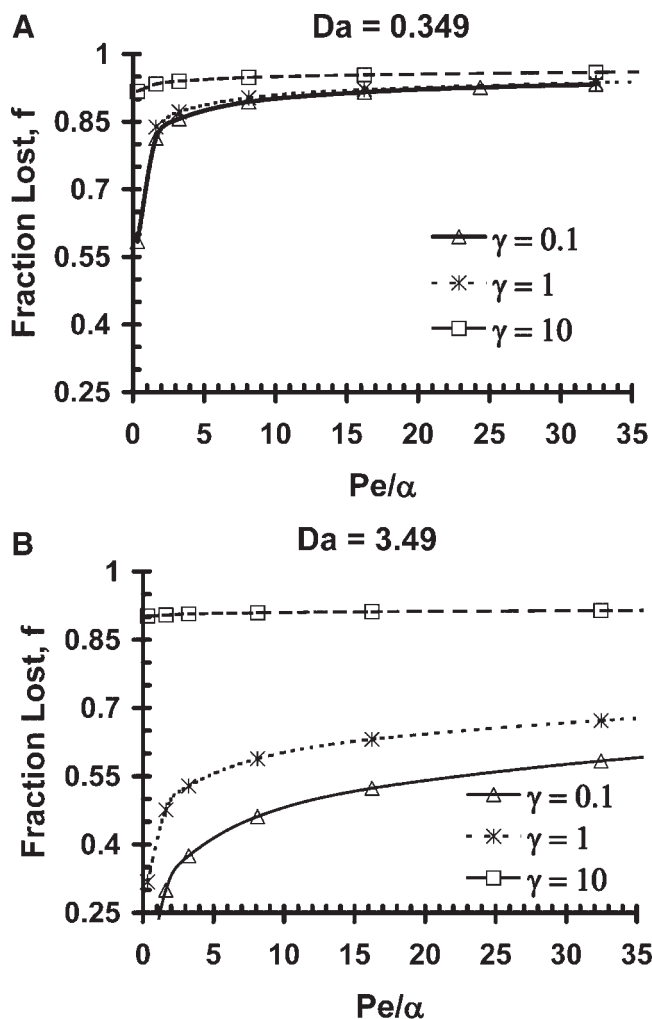 A
Da = 0.349
Fraction Lost, f
1
0.85
0.7
0.55
0.4
0.25
γ = 0.1
γ = 1
γ = 10
0 5 10 15 20 25 30 35
Pe/α
B
Da = 3.49
Fraction Lost, f
1
0.85
0.7
0.55
0.4
0.25
γ = 0.1
γ = 1
γ = 10
0 5 10 15 20 25 30 35
Pe/α